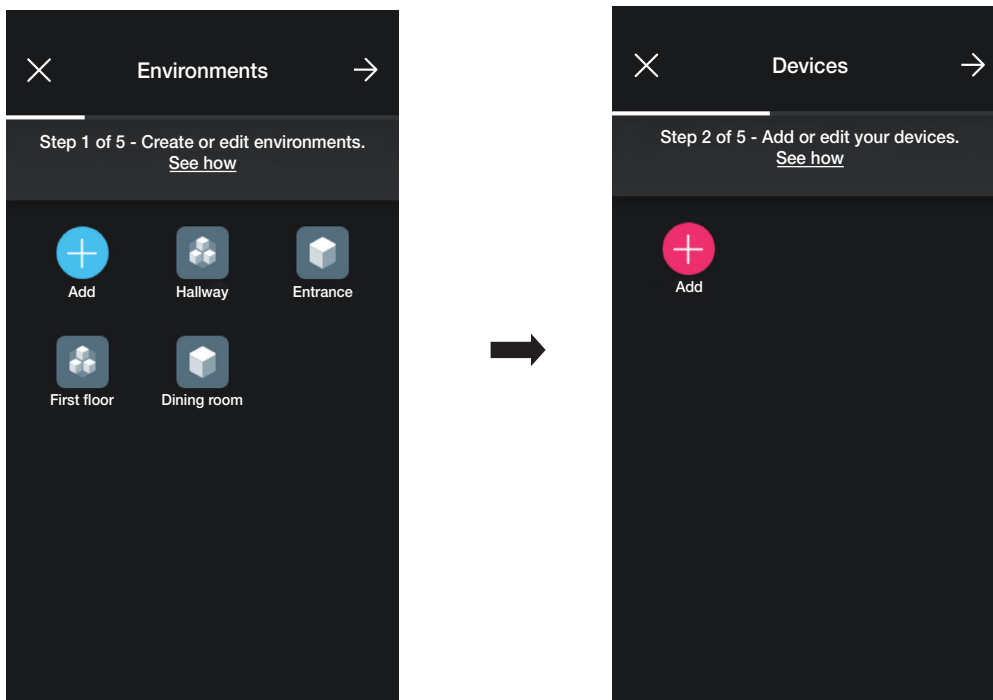 Environments
Step 1 of 5 - Create or edit environments.
See how
Add
Hallway
Entrance
First floor
Dining room
Devices
Step 2 of 5 - Add or edit your devices.
See how
Add